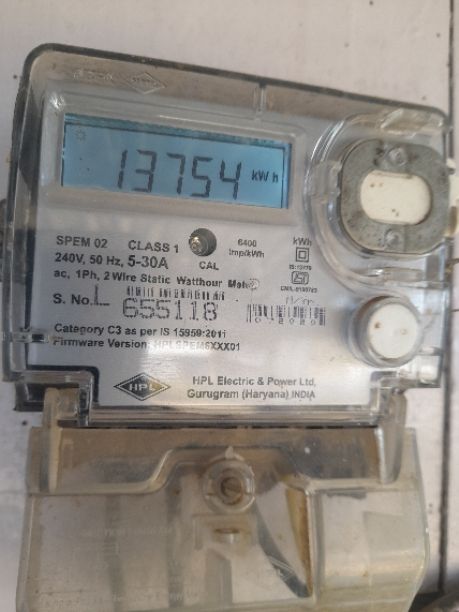 13754 kWh
SPEM 02 CLASS 1 6400 kWh
240V, 50 Hz, 5-30A CAL imp/kWh
ac, 1Ph, 2 Wire Static Watthour Meter
S. No. L 655118
Category C3 as per IS 15959:2011
Firmware Version: HPLSPEM6XXX01
HPL HPL Electric & Power Ltd,
Gurugram (Haryana) INDIA